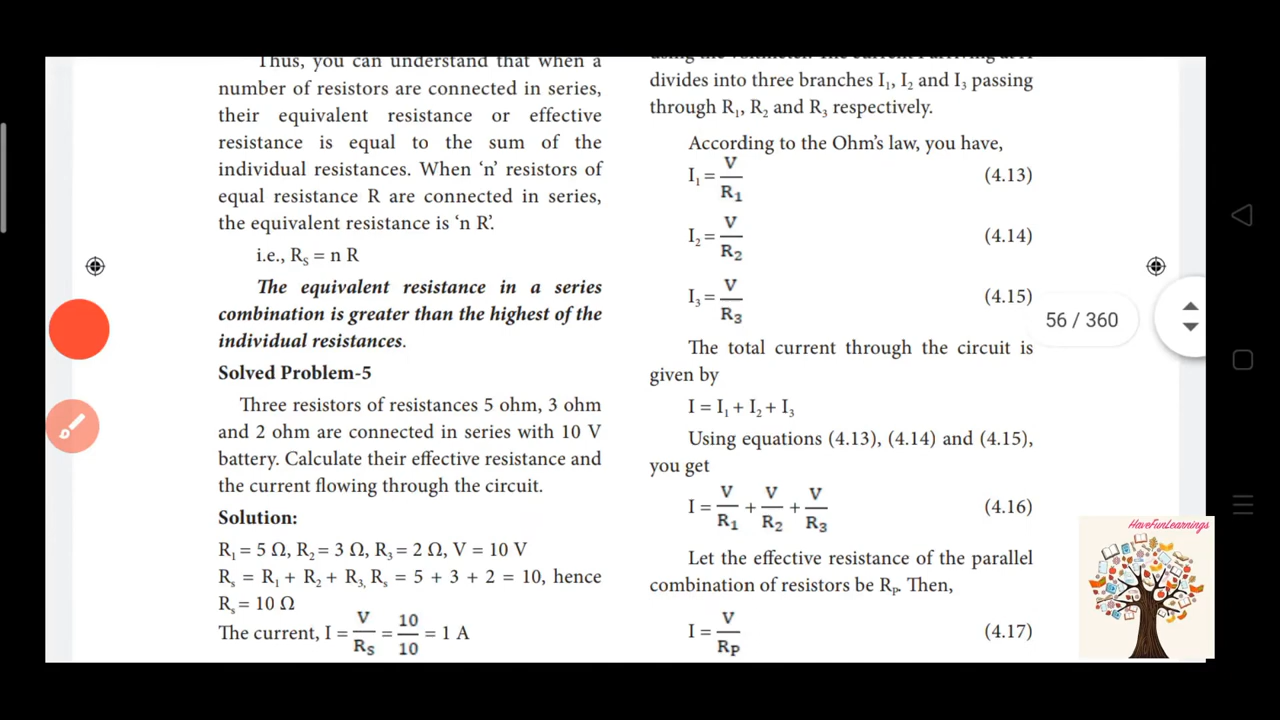 Thus, you can understand that when a
number of resistors are connected in series,
their equivalent resistance or effective
resistance is equal to the sum of the
individual resistances. When ‘n’ resistors of
equal resistance R are connected in series,
the equivalent resistance is ‘n R’.
i.e., Rₛ = n R
The equivalent resistance in a series
combination is greater than the highest of the
individual resistances.
Solved Problem-5
Three resistors of resistances 5 ohm, 3 ohm
and 2 ohm are connected in series with 10 V
battery. Calculate their effective resistance and
the current flowing through the circuit.
Solution:
R₁ = 5 Ω, R₂ = 3 Ω, R₃ = 2 Ω, V = 10 V
Rₛ = R₁ + R₂ + R₃, Rₛ = 5 + 3 + 2 = 10, hence
Rₛ = 10 Ω
The current, I = V/Rₛ = 10/10 = 1 A
divides into three branches I₁, I₂ and I₃ passing
through R₁, R₂ and R₃ respectively.
According to the Ohm’s law, you have,
I₁ = V/R₁ (4.13)
I₂ = V/R₂ (4.14)
I₃ = V/R₃ (4.15)
The total current through the circuit is
given by
I = I₁ + I₂ + I₃
Using equations (4.13), (4.14) and (4.15),
you get
I = V/R₁ + V/R₂ + V/R₃ (4.16)
Let the effective resistance of the parallel
combination of resistors be Rₚ. Then,
I = V/Rₚ (4.17)
56 / 360
HaveFunLearnings